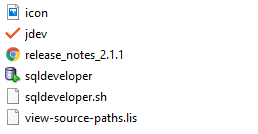 icon
jdev
release_notes_2.1.1
sqldeveloper
sqldeveloper.sh
view-source-paths.lis